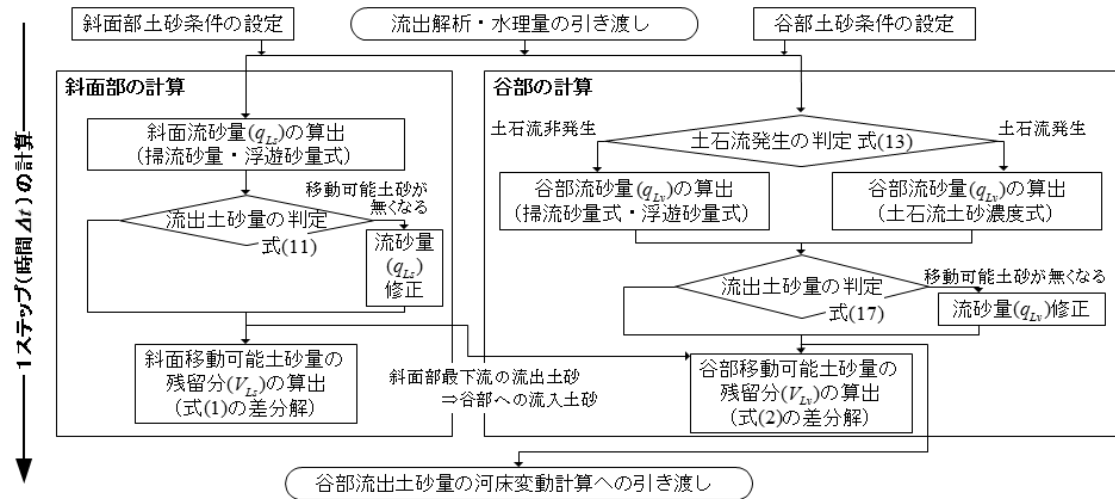 斜面部土砂条件の設定
流出解析・水理量の引き渡し
谷部土砂条件の設定
1ステップ(時間Δt)の計算
斜面部の計算
斜面流砂量(qLs)の算出
(掃流砂量・浮遊砂量式)
移動可能土砂が
無くなる
流出土砂量の判定
式(11)
流砂量
(qLs)
修正
斜面移動可能土砂量の
残留分(VLs)の算出
(式(1)の差分解)
斜面部最下流の流出土砂
⇒谷部への流入土砂
谷部の計算
土石流非発生
土石流発生の判定 式(13)
土石流発生
谷部流砂量(qLv)の算出
(掃流砂量式・浮遊砂量式)
谷部流砂量(qLv)の算出
(土石流土砂濃度式)
流出土砂量の判定
式(17)
移動可能土砂が無くなる
流砂量(qLv)修正
谷部移動可能土砂量の
残留分(VLv)の算出
(式(2)の差分解)
谷部流出土砂量の河床変動計算への引き渡し